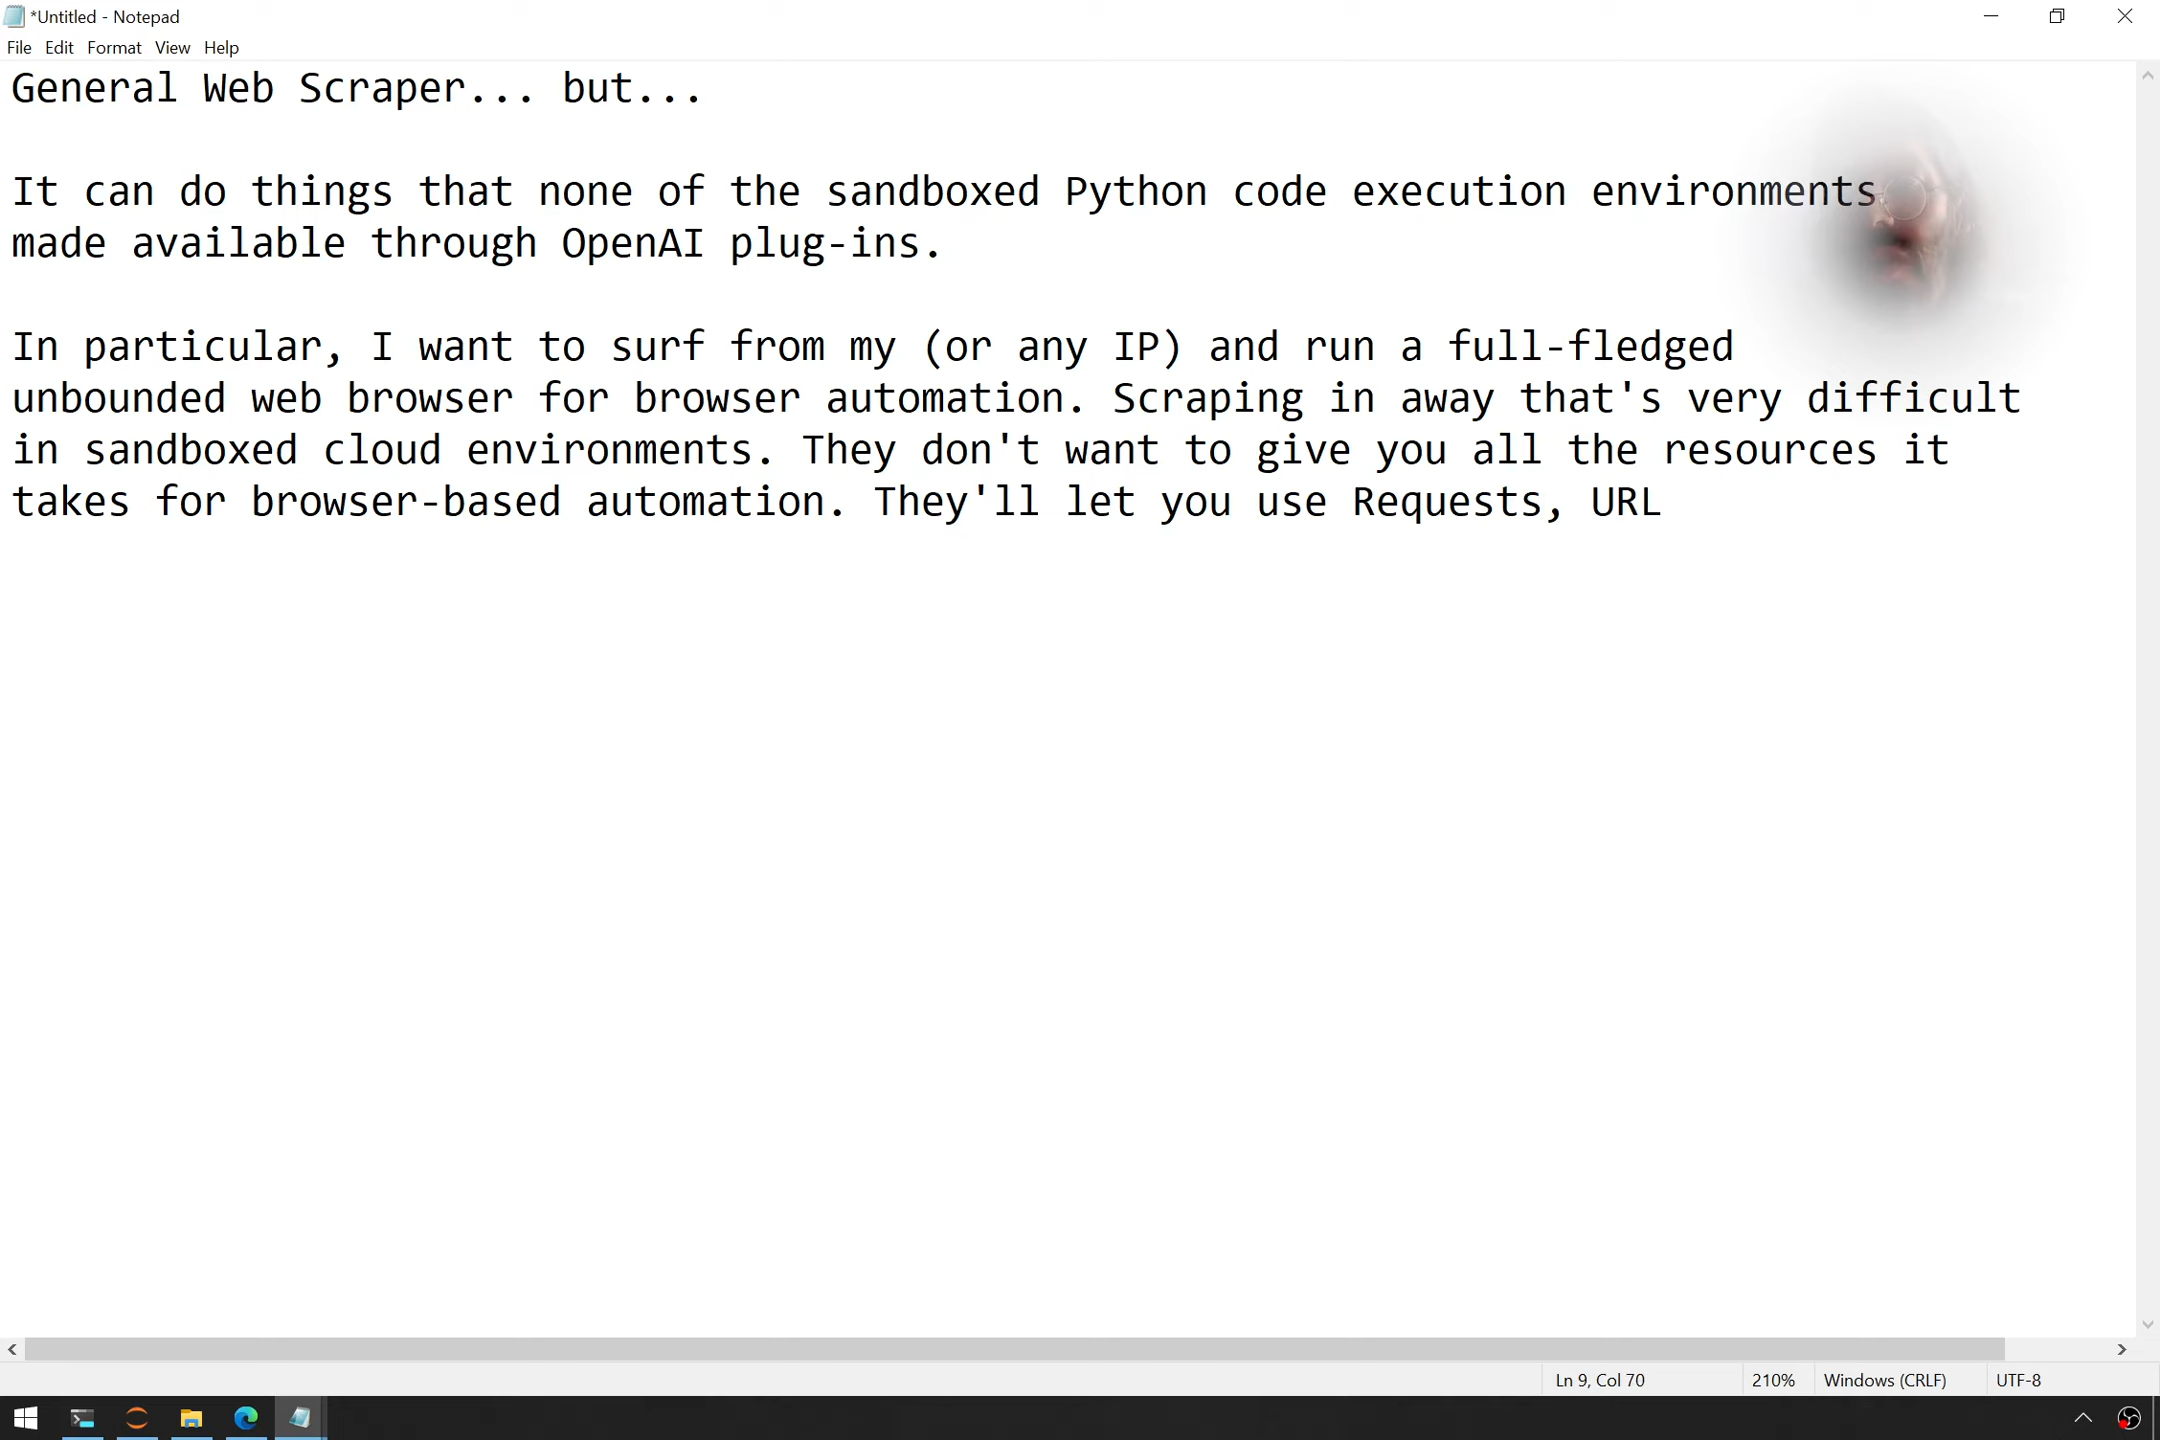 *Untitled - Notepad
File Edit Format View Help
General Web Scraper... but...
It can do things that none of the sandboxed Python code execution environments
made available through OpenAI plug-ins.
In particular, I want to surf from my (or any IP) and run a full-fledged
unbounded web browser for browser automation. Scraping in away that's very difficult
in sandboxed cloud environments. They don't want to give you all the resources it
takes for browser-based automation. They'll let you use Requests, URL
Ln 9, Col 70 210% Windows (CRLF) UTF-8